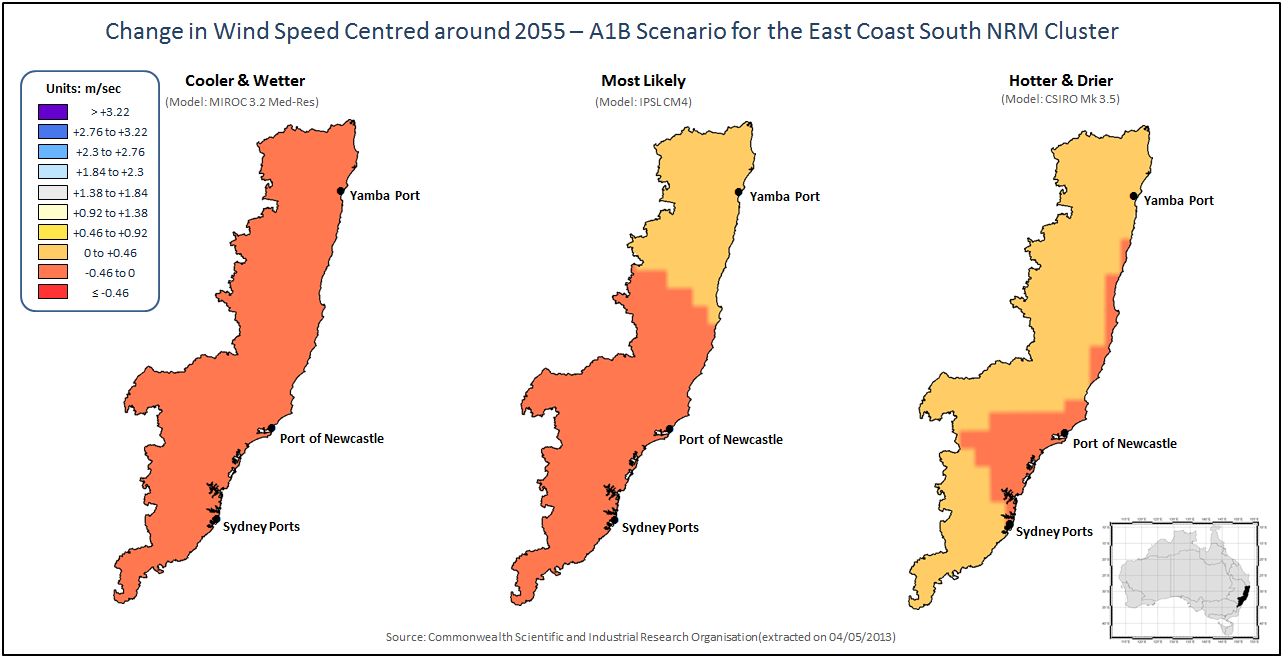 Change in Wind Speed Centred around 2055 – A1B Scenario for the East Coast South NRM Cluster
Units: m/sec
> +3.22
+2.76 to +3.22
+2.3 to +2.76
+1.84 to +2.3
+1.38 to +1.84
+0.92 to +1.38
+0.46 to +0.92
0 to +0.46
-0.46 to 0
≤ -0.46
Cooler & Wetter
(Model: MIROC 3.2 Med-Res)
Yamba Port
Port of Newcastle
Sydney Ports
Most Likely
(Model: IPSL CM4)
Yamba Port
Port of Newcastle
Sydney Ports
Hotter & Drier
(Model: CSIRO Mk 3.5)
Yamba Port
Port of Newcastle
Sydney Ports
Source: Commonwealth Scientific and Industrial Research Organisation(extracted on 04/05/2013)